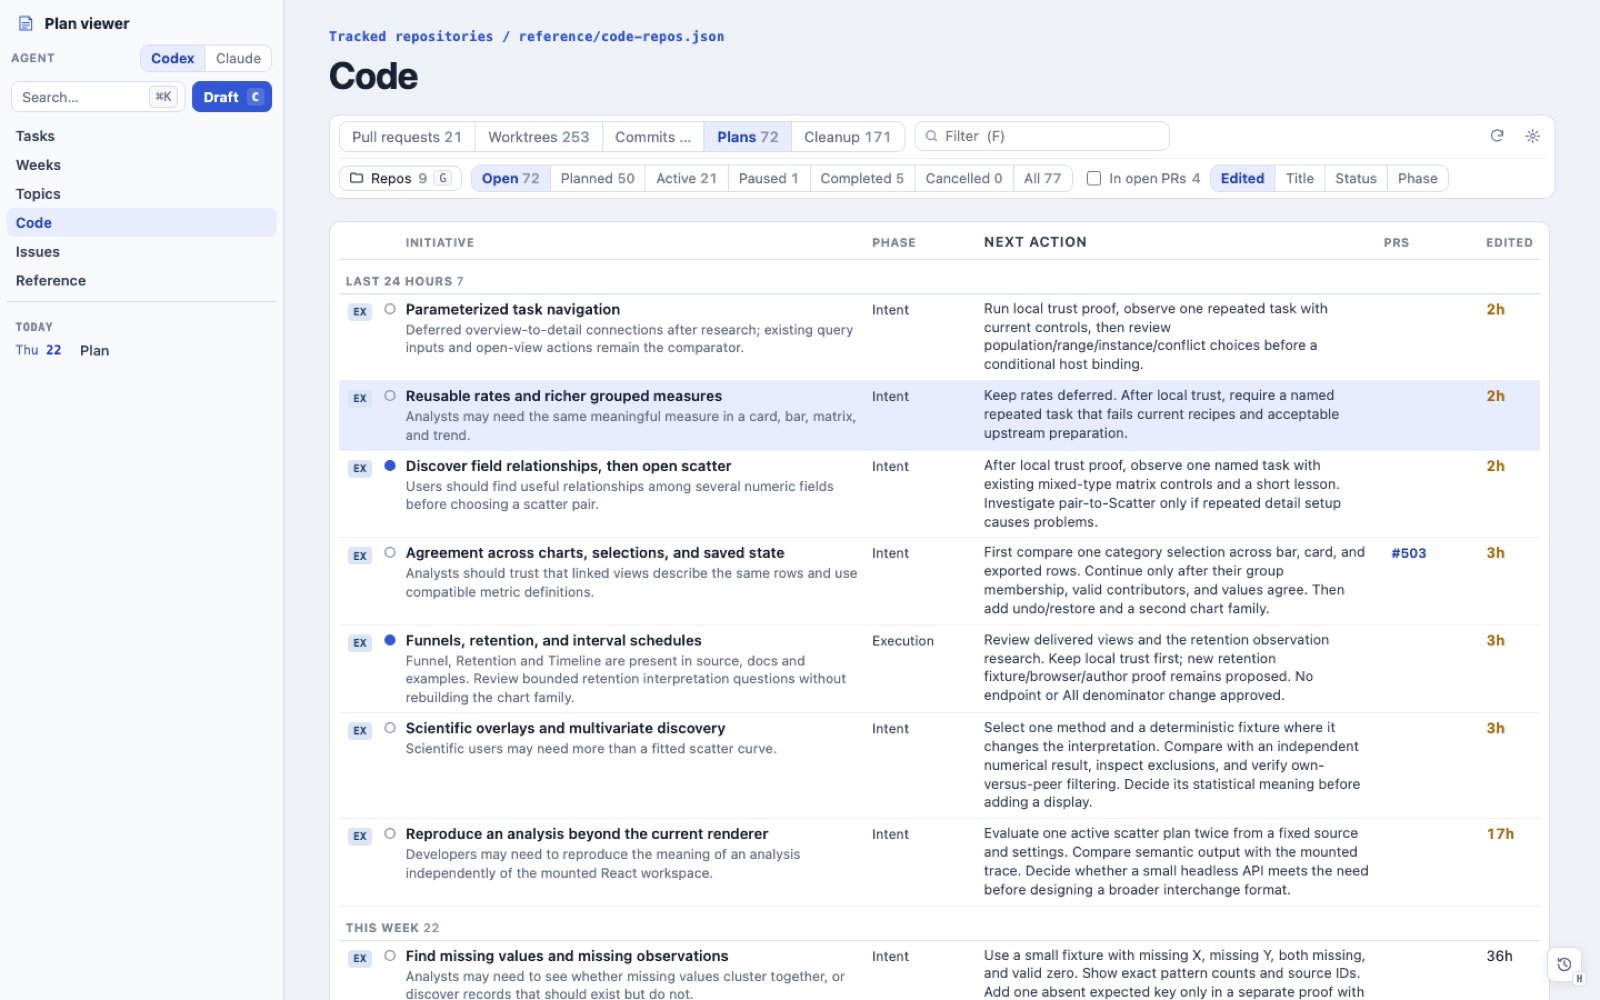 Plan viewer
AGENT
Codex
Claude
Search...
⌘K
Draft C
Tasks
Weeks
Topics
Code
Issues
Reference
TODAY
Thu 22 Plan
Tracked repositories / reference/code-repos.json
Code
Pull requests 21
Worktrees 253
Commits ...
Plans 72
Cleanup 171
Filter (F)
Repos 9 G
Open 72
Planned 50
Active 21
Paused 1
Completed 5
Cancelled 0
All 77
In open PRs 4
Edited
Title
Status
Phase
INITIATIVE
PHASE
NEXT ACTION
PRS
EDITED
LAST 24 HOURS 7
EX
Parameterized task navigation
Deferred overview-to-detail connections after research; existing query
inputs and open-view actions remain the comparator.
Intent
Run local trust proof, observe one repeated task with
current controls, then review
population/range/instance/conflict choices before a
conditional host binding.
2h
EX
Reusable rates and richer grouped measures
Analysts may need the same meaningful measure in a card, bar, matrix,
and trend.
Intent
Keep rates deferred. After local trust, require a named
repeated task that fails current recipes and acceptable
upstream preparation.
2h
EX
Discover field relationships, then open scatter
Users should find useful relationships among several numeric fields
before choosing a scatter pair.
Intent
After local trust proof, observe one named task with
existing mixed-type matrix controls and a short lesson.
Investigate pair-to-Scatter only if repeated detail setup
causes problems.
2h
EX
Agreement across charts, selections, and saved state
Analysts should trust that linked views describe the same rows and use
compatible metric definitions.
Intent
First compare one category selection across bar, card, and
exported rows. Continue only after their group
membership, valid contributors, and values agree. Then
add undo/restore and a second chart family.
#503
3h
EX
Funnels, retention, and interval schedules
Funnel, Retention and Timeline are present in source, docs and
examples. Review bounded retention interpretation questions without
rebuilding the chart family.
Execution
Review delivered views and the retention observation
research. Keep local trust first; new retention
fixture/browser/author proof remains proposed. No
endpoint or All denominator change approved.
3h
EX
Scientific overlays and multivariate discovery
Scientific users may need more than a fitted scatter curve.
Intent
Select one method and a deterministic fixture where it
changes the interpretation. Compare with an independent
numerical result, inspect exclusions, and verify own-
versus-peer filtering. Decide its statistical meaning before
adding a display.
3h
EX
Reproduce an analysis beyond the current renderer
Developers may need to reproduce the meaning of an analysis
independently of the mounted React workspace.
Intent
Evaluate one active scatter plan twice from a fixed source
and settings. Compare semantic output with the mounted
trace. Decide whether a small headless API meets the need
before designing a broader interchange format.
17h
THIS WEEK 22
EX
Find missing values and missing observations
Analysts may need to see whether missing values cluster together, or
discover records that should exist but do not.
Intent
Use a small fixture with missing X, missing Y, both missing,
and valid zero. Show exact pattern counts and source IDs.
Add one absent expected key only in a separate proof with
36h
H